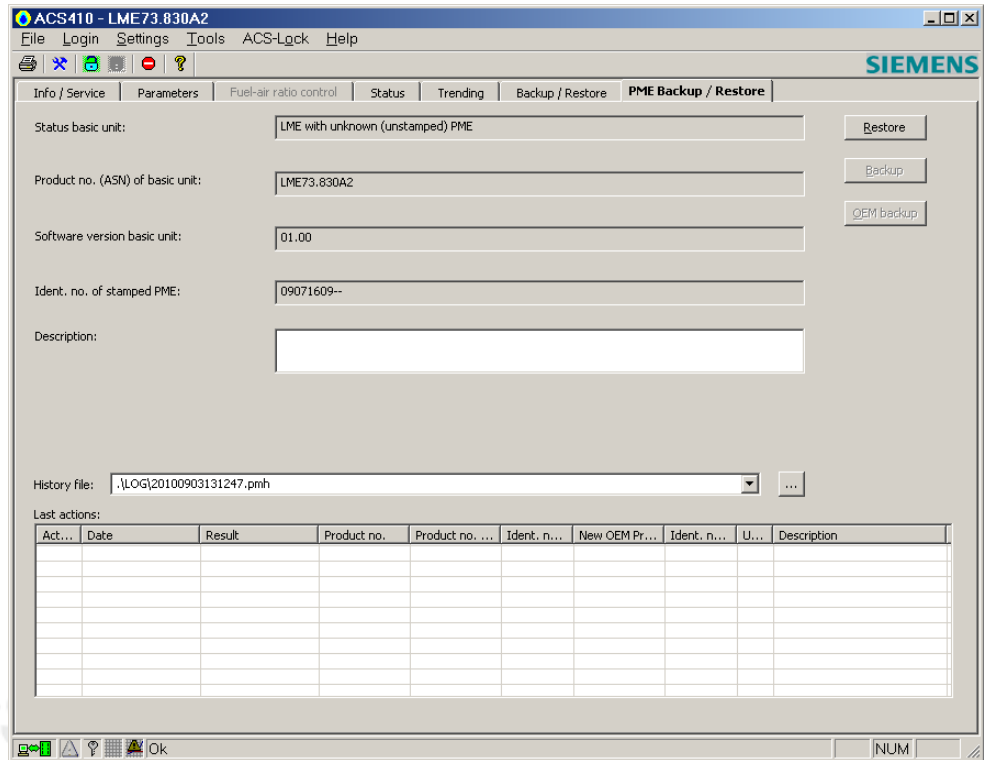 ACS410 - LME73.830A2
File Login Settings Tools ACS-Lock Help
SIEMENS
Info / Service Parameters Fuel-air ratio control Status Trending Backup / Restore PME Backup / Restore
Status basic unit: LME with unknown (unstamped) PME Restore
Product no. (ASN) of basic unit: LME73.830A2 Backup
OEM backup
Software version basic unit: 01.00
Ident. no. of stamped PME: 09071609--
Description:
History file: .\LOG\20100903131247.pmh ...
Last actions:
Act... Date Result Product no. Product no. ... Ident. n... New OEM Pr... Ident. n... U... Description
Ok NUM